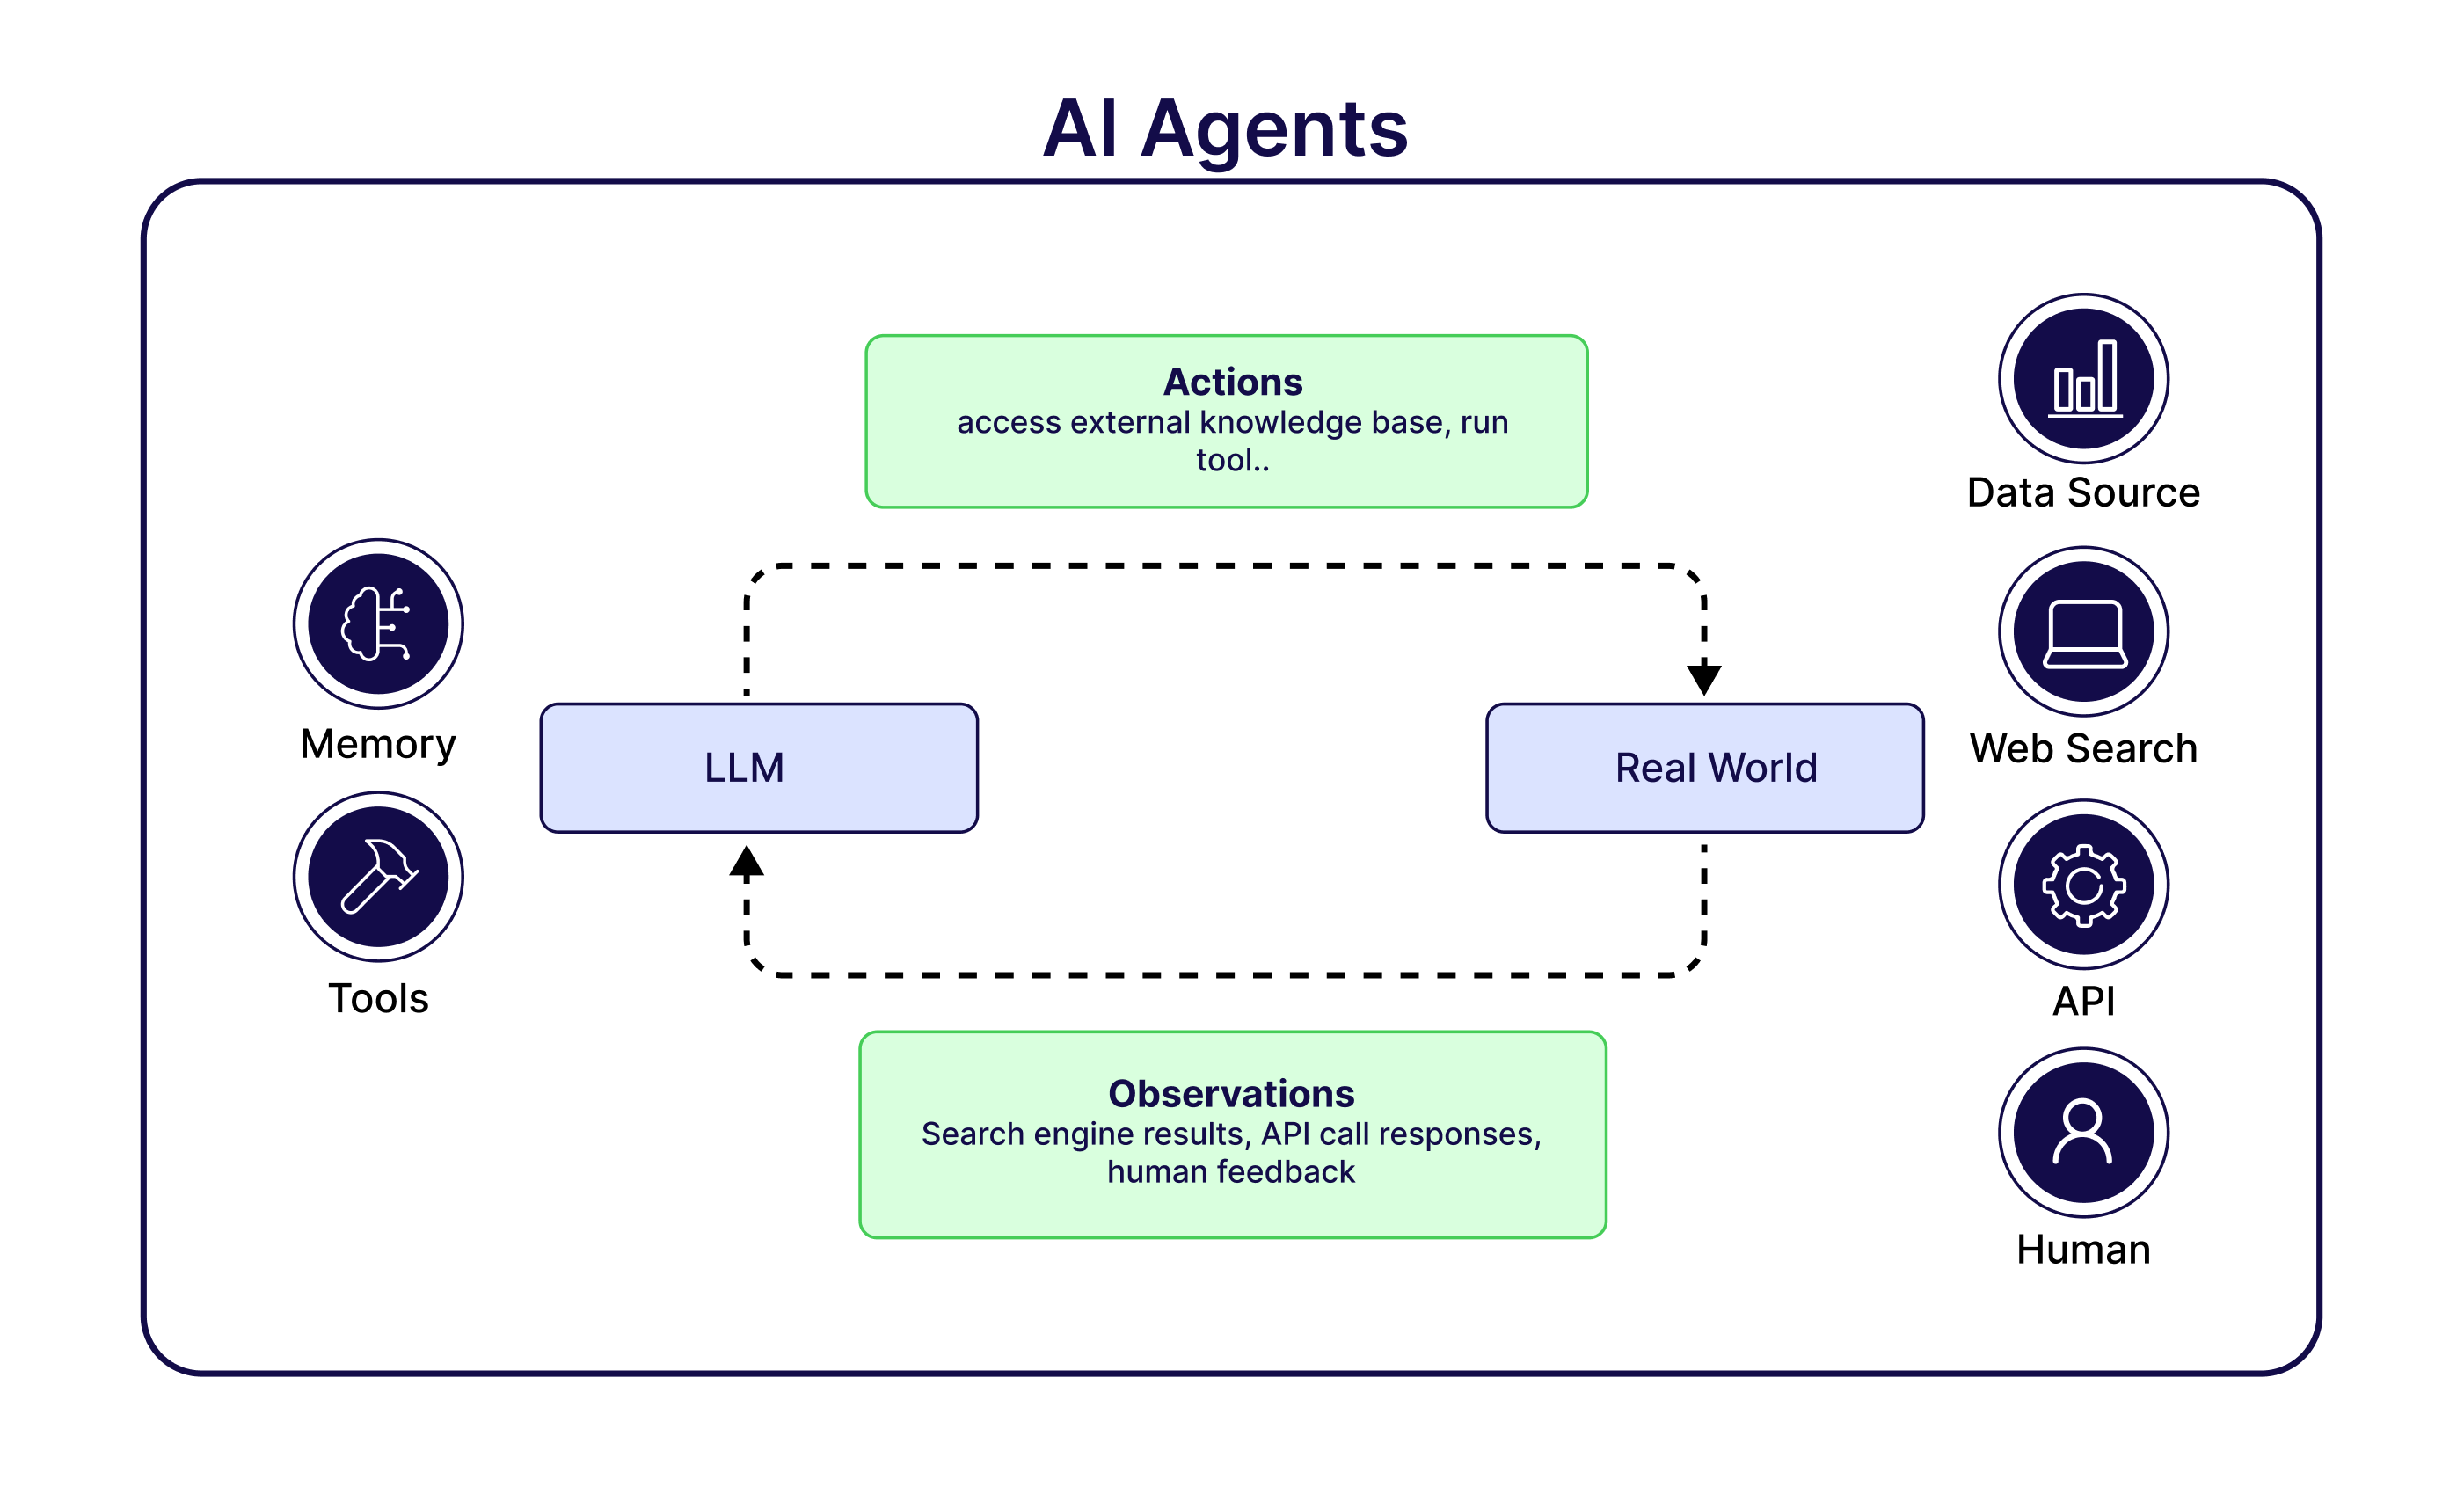 AI Agents
Actions
access external knowledge base, run
tool..
Data Source
Memory
Web Search
LLM
Real World
Tools
API
Observations
Search engine results, API call responses,
human feedback
Human